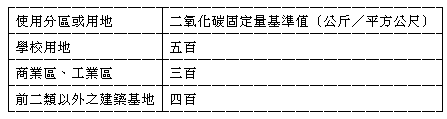 使用分區或用地 二氧化碳固定量基準值（公斤／平方公尺）
學校用地 五百
商業區、工業區 三百
前二類以外之建築基地 四百